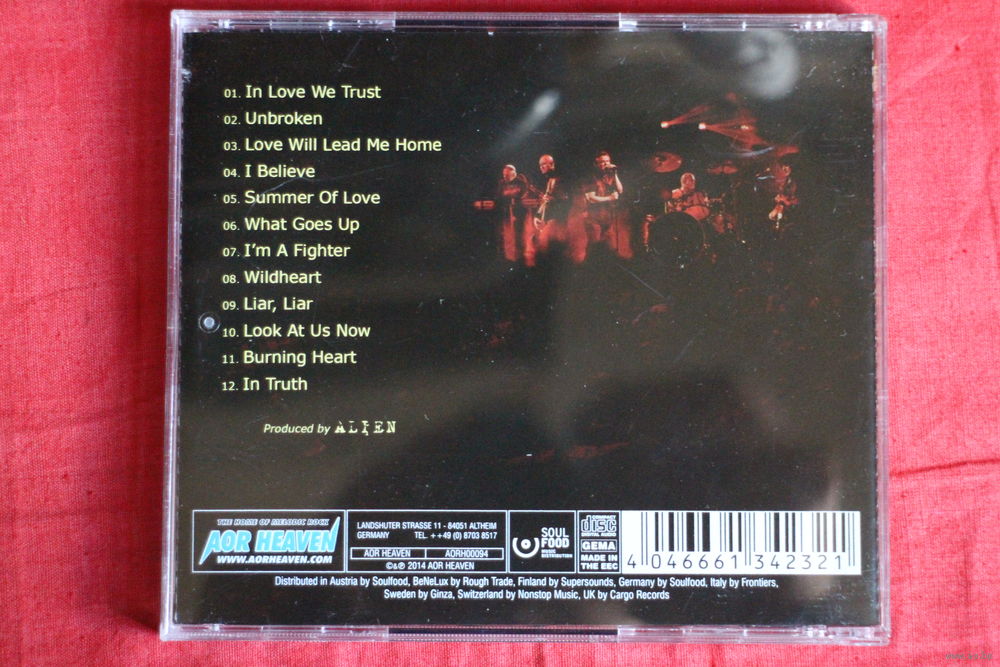 01. In Love We Trust
02. Unbroken
03. Love Will Lead Me Home
04. I Believe
05. Summer Of Love
06. What Goes Up
07. I'm A Fighter
08. Wildheart
09. Liar, Liar
10. Look At Us Now
11. Burning Heart
12. In Truth
Produced by ALIEN
THE HOME OF MELODIC ROCK
AOR HEAVEN
WWW.AORHEAVEN.COM
LANDSHUTER STRASSE 11 - 84051 ALTHEIM
GERMANY TEL. ++49 (0) 8703 8517
AOR HEAVEN AORH00094
©&℗ 2014 AOR HEAVEN
SOUL
FOOD
MUSIC
DISTRIBUTION
COMPACT
disc
DIGITAL AUDIO
GEMA
MADE IN
THE EEC
4 046661 342321
Distributed in Austria by Soulfood, BeNeLux by Rough Trade, Finland by Supersounds, Germany by Soulfood, Italy by Frontiers,
Sweden by Ginza, Switzerland by Nonstop Music, UK by Cargo Records